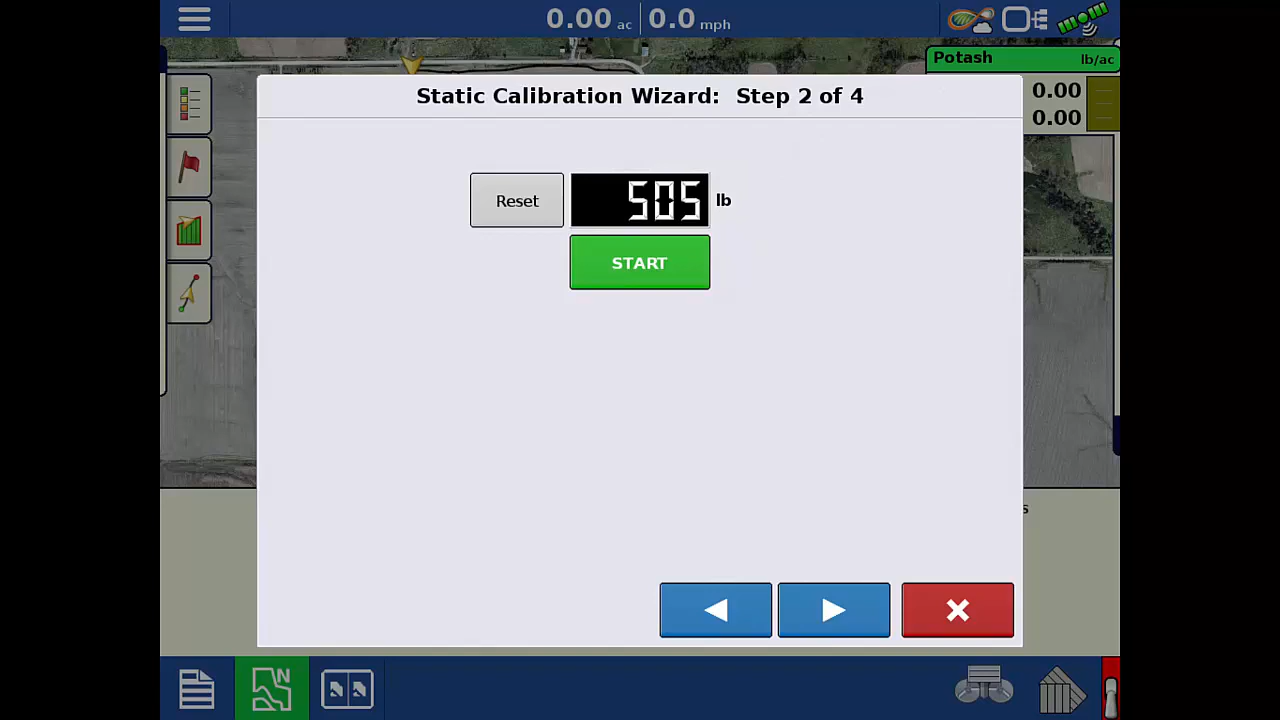 0.00 ac 0.0 mph
Potash lb/ac
0.00
0.00
Static Calibration Wizard: Step 2 of 4
Reset 505 lb
START
s
N